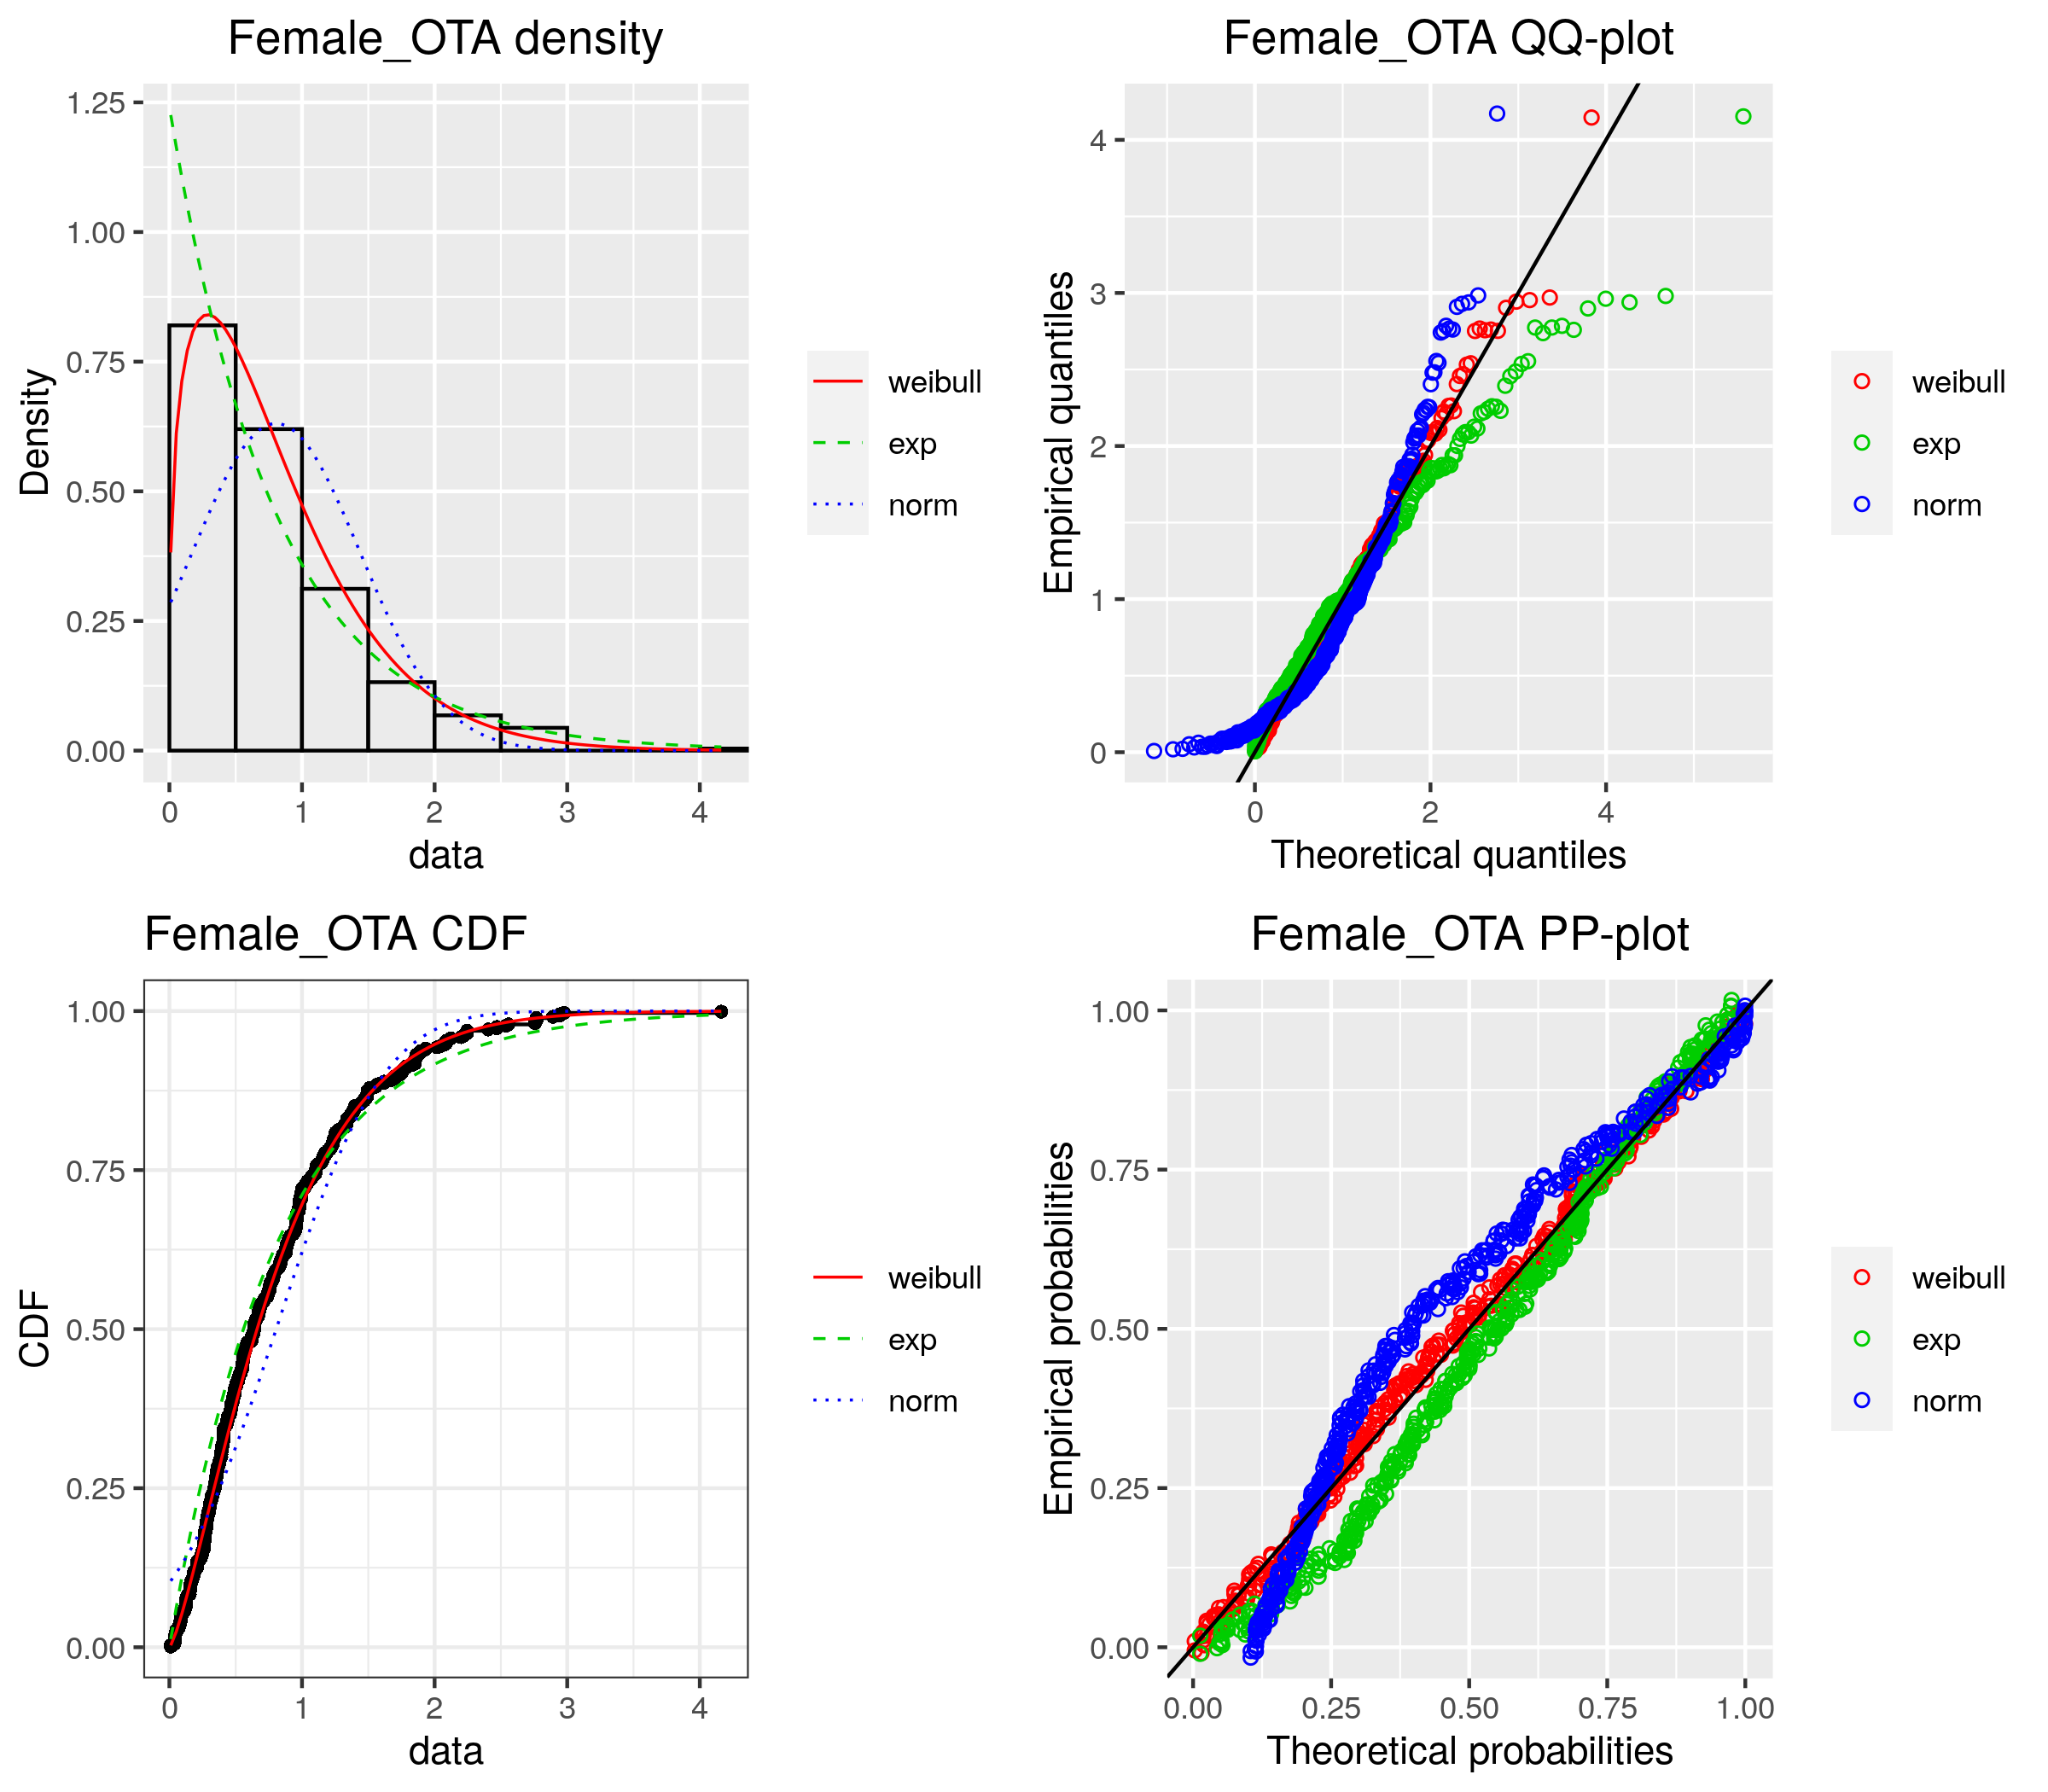 Female_OTA density
1.25
1.00
0.75
0.50
0.25
0.00
Density
0 1 2 3 4
data
weibull
exp
norm
Female_OTA QQ-plot
4
3
2
1
0
Empirical quantiles
0 2 4
Theoretical quantiles
weibull
exp
norm
Female_OTA CDF
1.00
0.75
0.50
0.25
0.00
CDF
0 1 2 3 4
data
weibull
exp
norm
Female_OTA PP-plot
1.00
0.75
0.50
0.25
0.00
Empirical probabilities
0.00 0.25 0.50 0.75 1.00
Theoretical probabilities
weibull
exp
norm